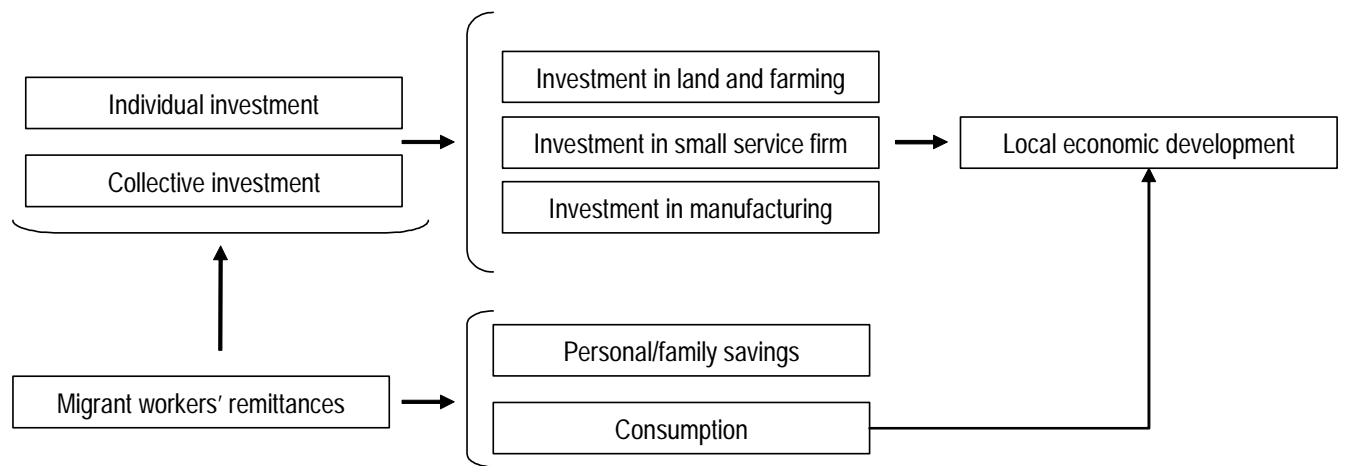 Individual investment
Collective investment
Investment in land and farming
Investment in small service firm
Investment in manufacturing
Local economic development
Migrant workers’ remittances
Personal/family savings
Consumption